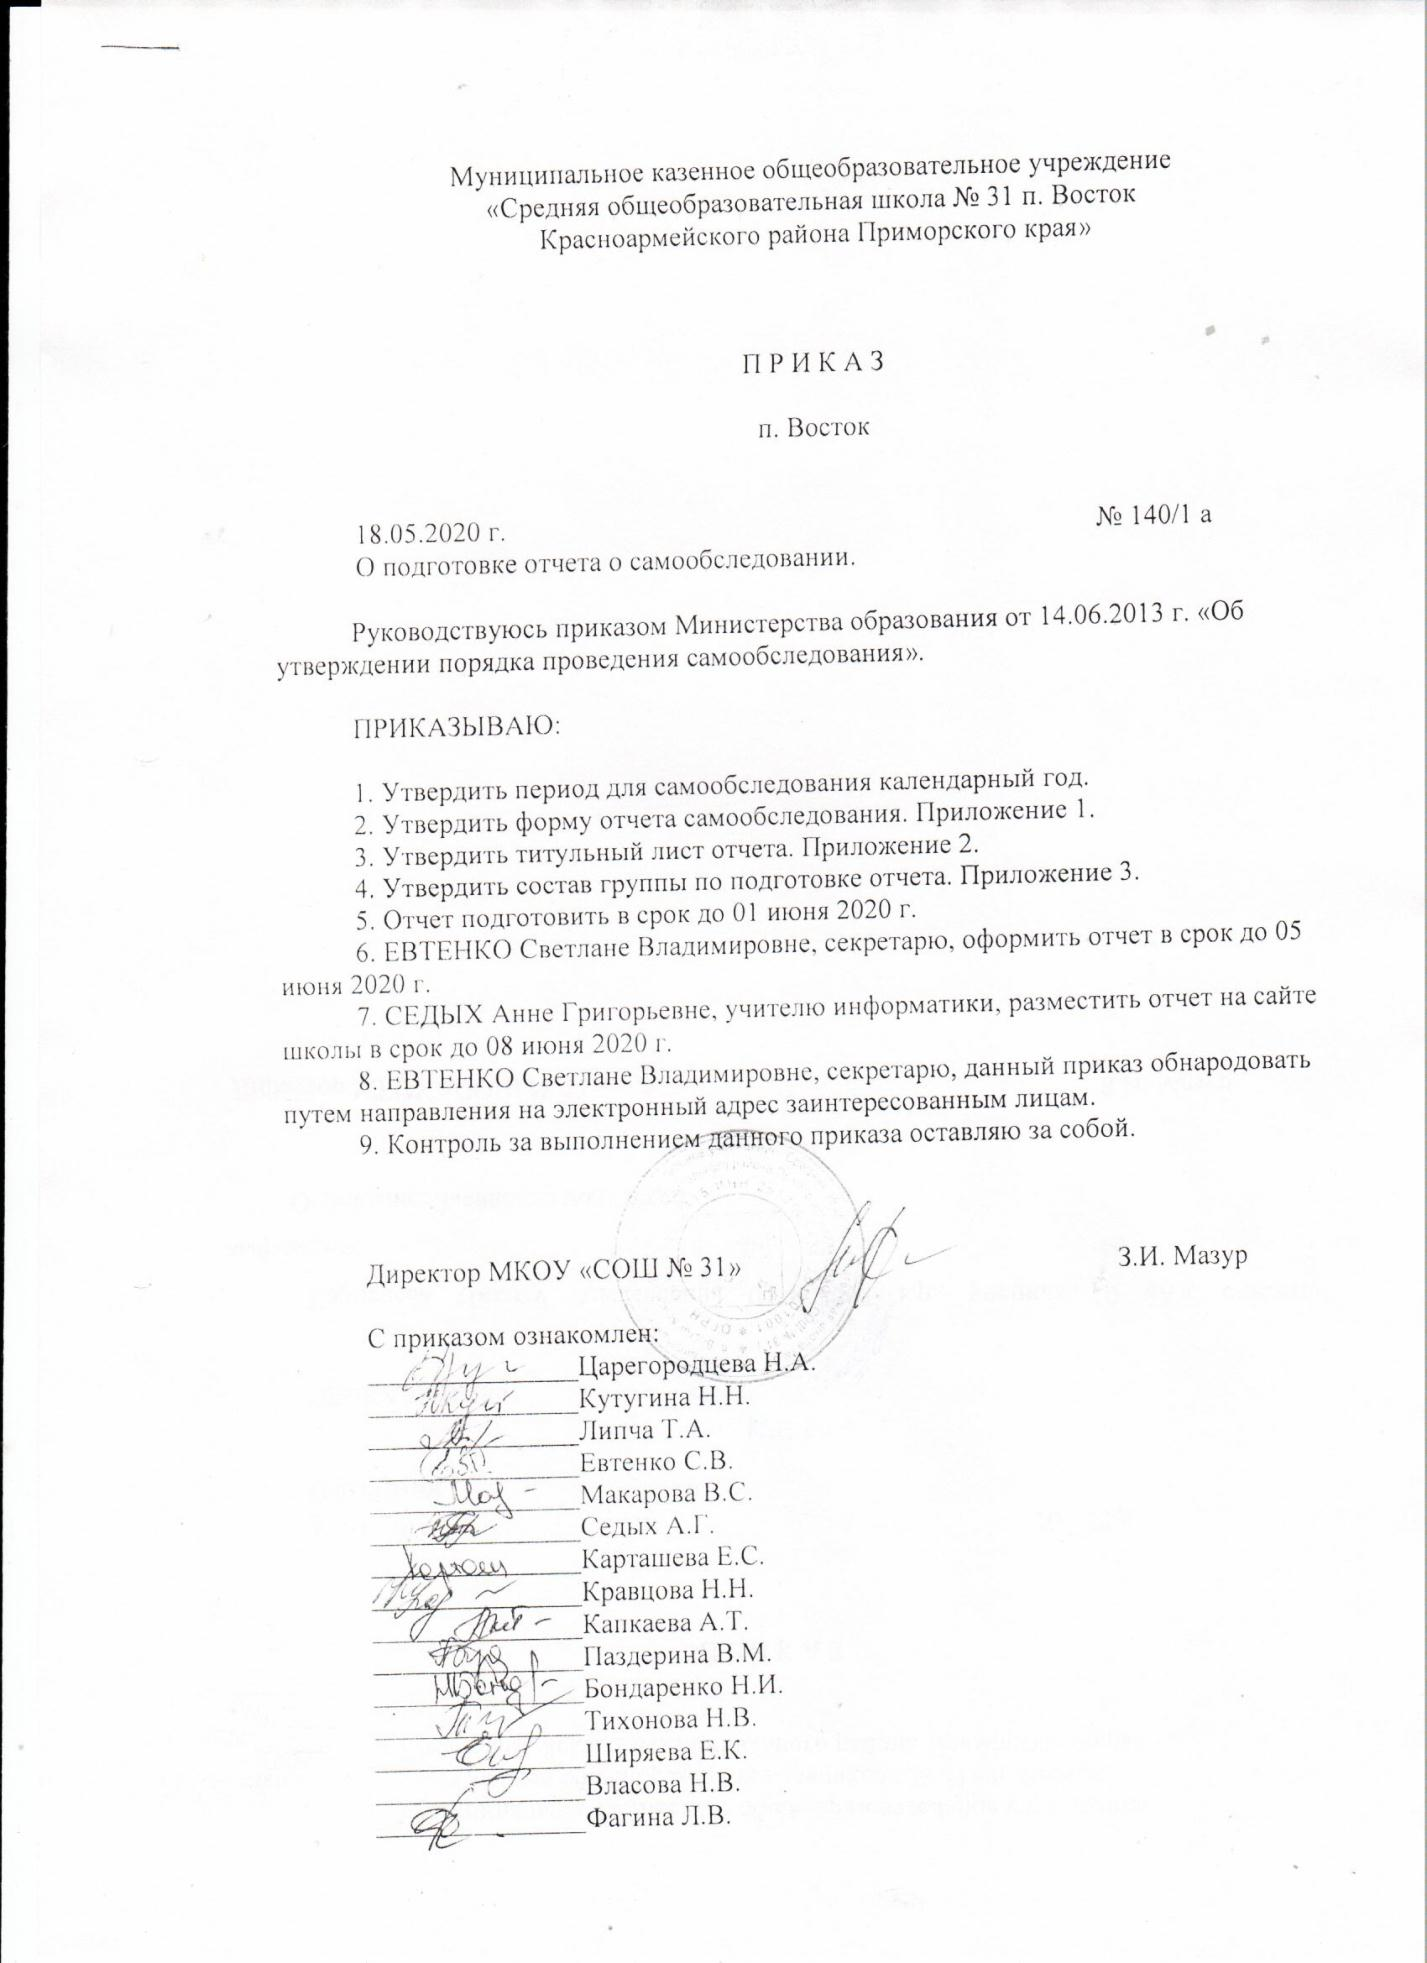 Муниципальное казенное общеобразовательное учреждение
«Средняя общеобразовательная школа № 31 п. Восток
Красноармейского района Приморского края»
П Р И К А З
п. Восток
18.05.2020 г. № 140/1 а
О подготовке отчета о самообследовании.
Руководствуюсь приказом Министерства образования от 14.06.2013 г. «Об
утверждении порядка проведения самообследования».
ПРИКАЗЫВАЮ:
1. Утвердить период для самообследования календарный год.
2. Утвердить форму отчета самообследования. Приложение 1.
3. Утвердить титульный лист отчета. Приложение 2.
4. Утвердить состав группы по подготовке отчета. Приложение 3.
5. Отчет подготовить в срок до 01 июня 2020 г.
6. ЕВТЕНКО Светлане Владимировне, секретарю, оформить отчет в срок до 05
июня 2020 г.
7. СЕДЫХ Анне Григорьевне, учителю информатики, разместить отчет на сайте
школы в срок до 08 июня 2020 г.
8. ЕВТЕНКО Светлане Владимировне, секретарю, данный приказ обнародовать
путем направления на электронный адрес заинтересованным лицам.
9. Контроль за выполнением данного приказа оставляю за собой.
Директор МКОУ «СОШ № 31» З.И. Мазур
С приказом ознакомлен:
Царегородцева Н.А.
Кутугина Н.Н.
Липча Т.А.
Евтенко С.В.
Макарова В.С.
Седых А.Г.
Карташева Е.С.
Кравцова Н.Н.
Капкаева А.Т.
Паздерина В.М.
Бондаренко Н.И.
Тихонова Н.В.
Ширяева Е.К.
Власова Н.В.
Фагина Л.В.